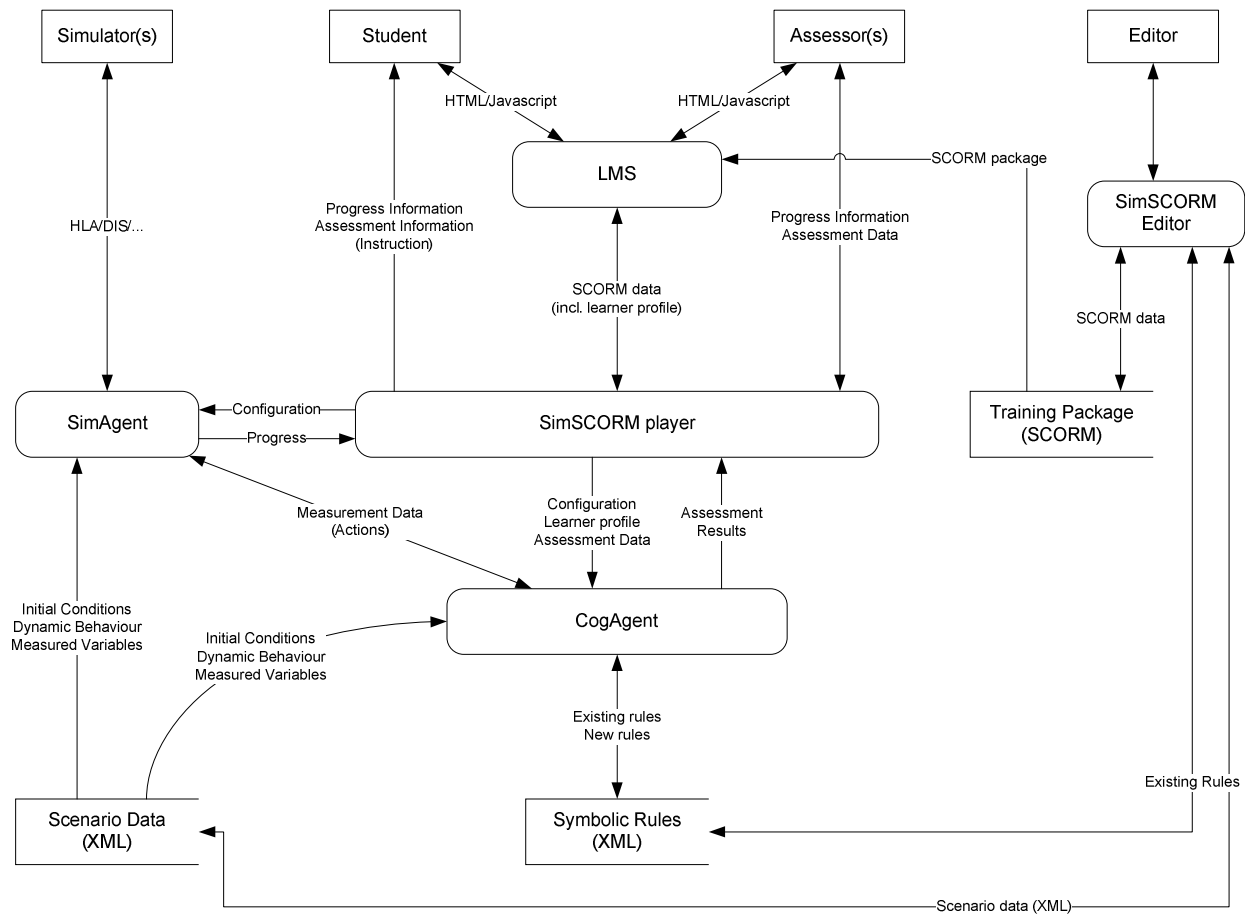 Simulator(s)
Student
Assessor(s)
Editor
HTML/Javascript
HTML/Javascript
LMS
SCORM package
SimSCORM
Editor
Progress Information
Assessment Information
(Instruction)
HLA/DIS/...
Progress Information
Assessment Data
SCORM data
(incl. learner profile)
SCORM data
SimAgent
Configuration
Progress
SimSCORM player
Training Package
(SCORM)
Measurement Data
(Actions)
Configuration
Learner profile
Assessment Data
Assessment
Results
Initial Conditions
Dynamic Behaviour
Measured Variables
Initial Conditions
Dynamic Behaviour
Measured Variables
CogAgent
Existing rules
New rules
Existing Rules
Scenario Data
(XML)
Symbolic Rules
(XML)
Scenario data (XML)